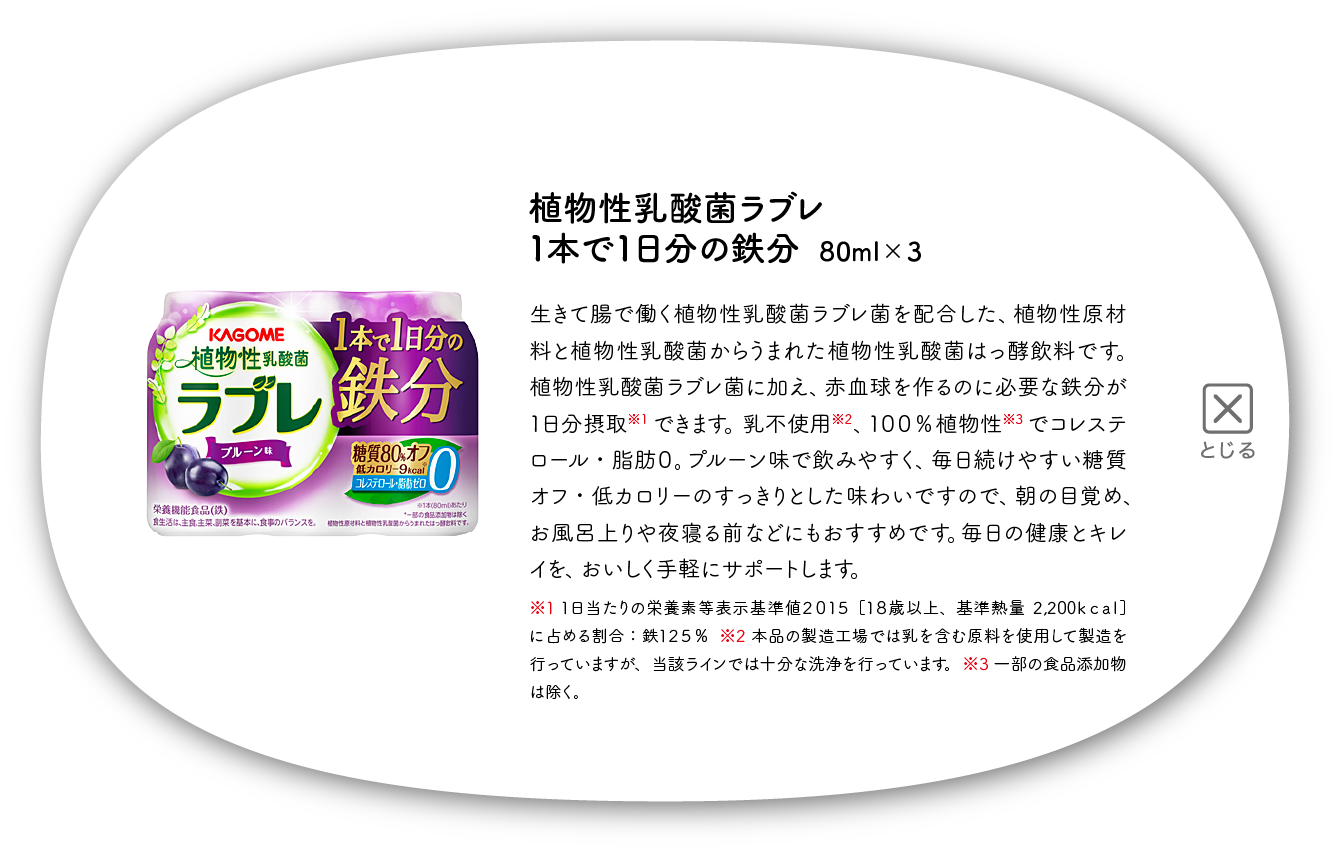 植物性乳酸菌ラブレ
1本で1日分の鉄分 80ml×3
生きて腸で働く植物性乳酸菌ラブレ菌を配合した、植物性原材
料と植物性乳酸菌からうまれた植物性乳酸菌はっ酵飲料です。
植物性乳酸菌ラブレ菌に加え、赤血球を作るのに必要な鉄分が
1日分摂取※1 できます。乳不使用※2、100%植物性※3 でコレステ
ロール・脂肪0。プルーン味で飲みやすく、毎日続けやすい糖質
オフ・低カロリーのすっきりとした味わいですので、朝の目覚め、
お風呂上りや夜寝る前などにもおすすめです。毎日の健康とキレ
イを、おいしく手軽にサポートします。
※1 1日当たりの栄養素等表示基準値2015［18歳以上、基準熱量 2,200kcal］
に占める割合：鉄125% ※2 本品の製造工場では乳を含む原料を使用して製造を
行っていますが、当該ラインでは十分な洗浄を行っています。 ※3 一部の食品添加物
は除く。
KAGOME
植物性乳酸菌
ラブレ
プルーン味
1本で1日分の
鉄分
糖質80%オフ
低カロリー9kcal※
コレステロール・脂肪ゼロ
0
栄養機能食品(鉄)
食生活は、主食、主菜、副菜を基本に、食事のバランスを。
※1本(80ml)あたり
*一部の食品添加物は除く
植物性原材料と植物性乳酸菌からうまれたはっ酵飲料です。
とじる